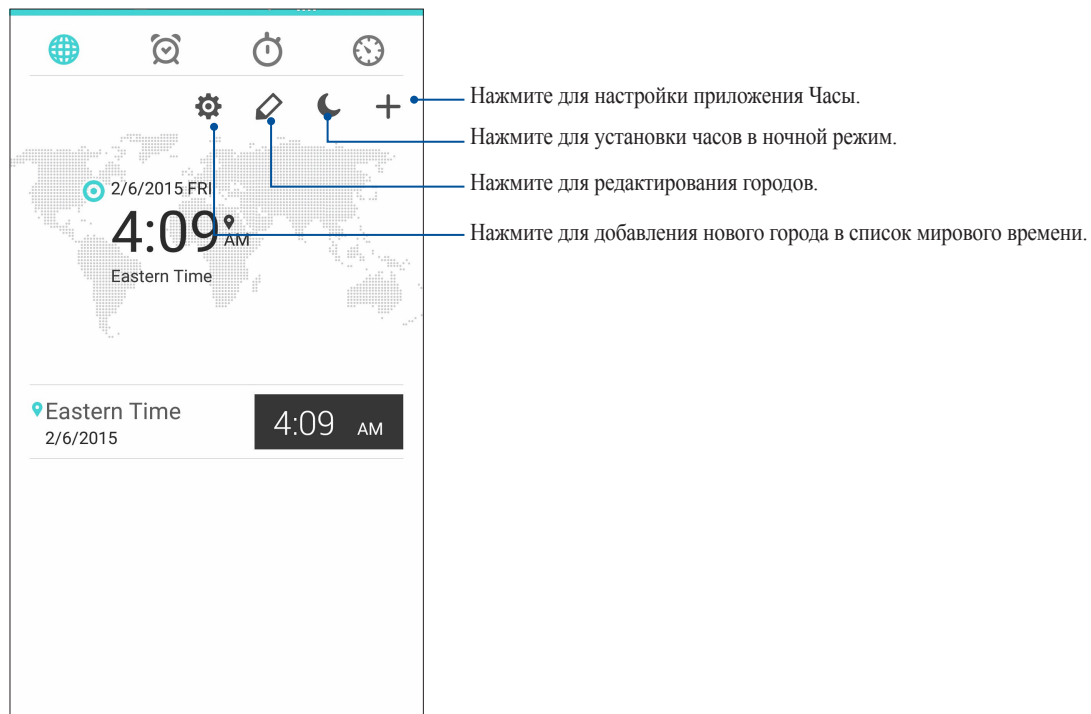 Нажмите для настройки приложения Часы.
Нажмите для установки часов в ночной режим.
Нажмите для редактирования городов.
Нажмите для добавления нового города в список мирового времени.
2/6/2015 FRI
4:09 AM
Eastern Time
Eastern Time
2/6/2015
4:09 AM